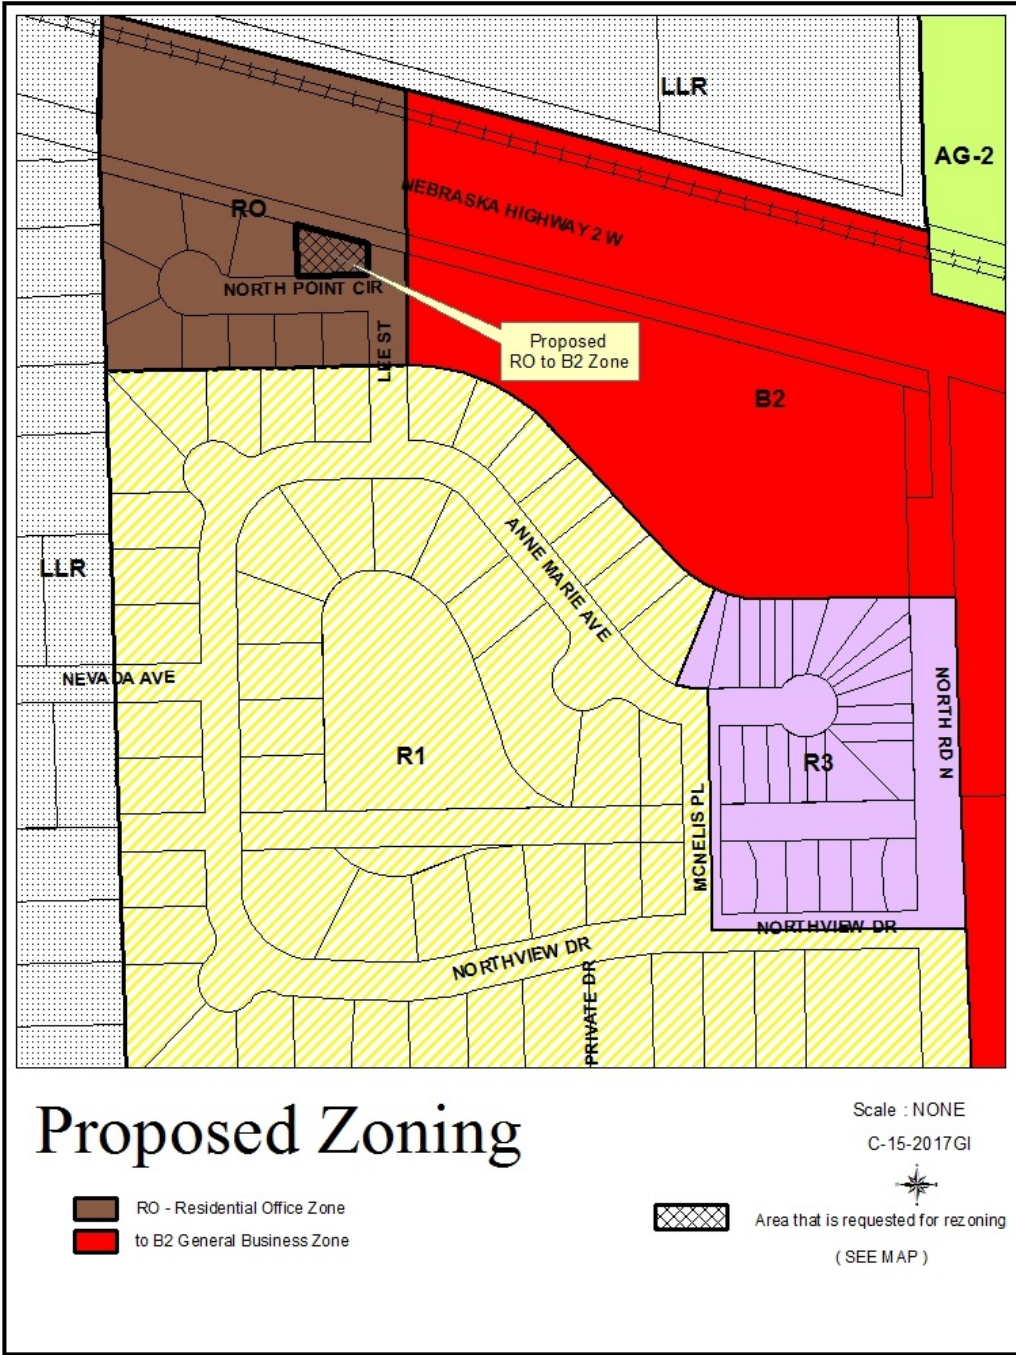 LLR
AG-2
NEBRASKA HIGHWAY 2 W
RO
NORTH POINT CIR
LEE ST
Proposed
RO to B2 Zone
B2
ANNE MARIE AVE
LLR
NEVADA AVE
NORTH RD N
R1
R3
MCNELIS PL
NORTHVIEW DR
NORTHVIEW DR
PRIVATE DR
Proposed Zoning
Scale : NONE
C-15-2017GI
RO - Residential Office Zone
to B2 General Business Zone
Area that is requested for rezoning
( SEE MAP )